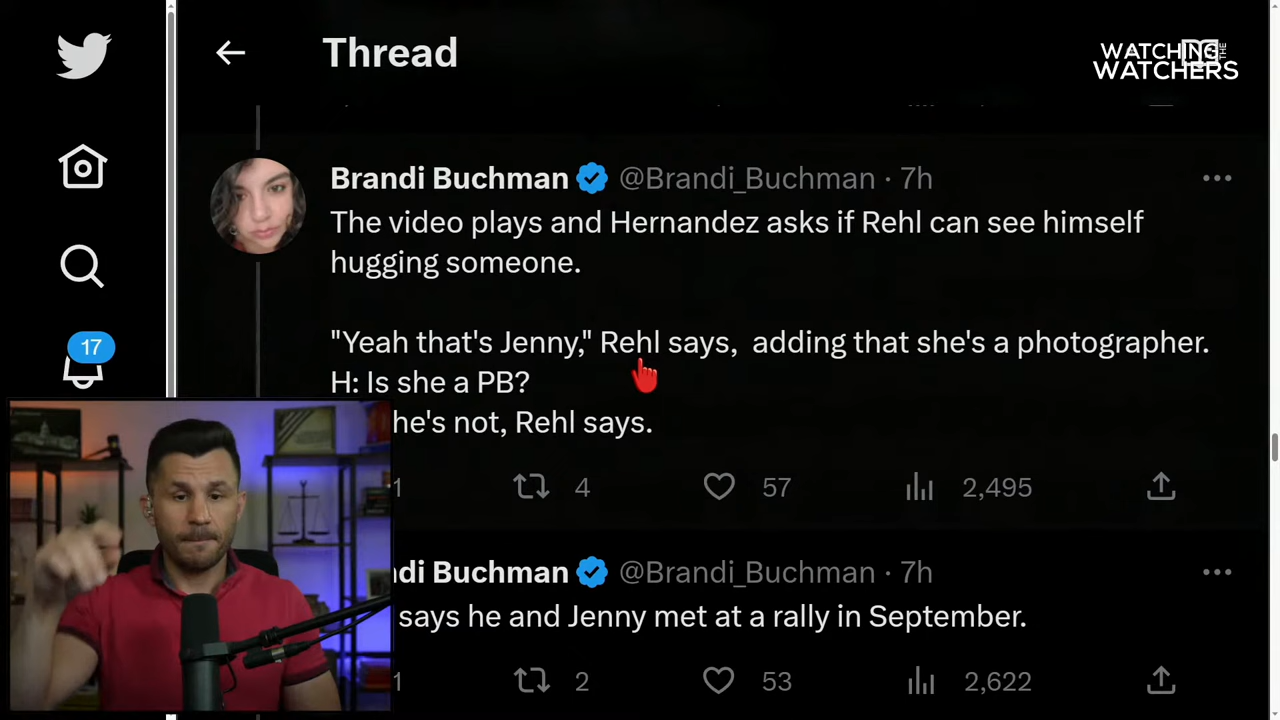 Thread
WATCHING THE
WATCHERS
Brandi Buchman @Brandi_Buchman · 7h
The video plays and Hernandez asks if Rehl can see himself
hugging someone.
"Yeah that's Jenny," Rehl says, adding that she's a photographer.
H: Is she a PB?
he's not, Rehl says.
17
1 4 57 2,495
di Buchman @Brandi_Buchman · 7h
says he and Jenny met at a rally in September.
1 2 53 2,622